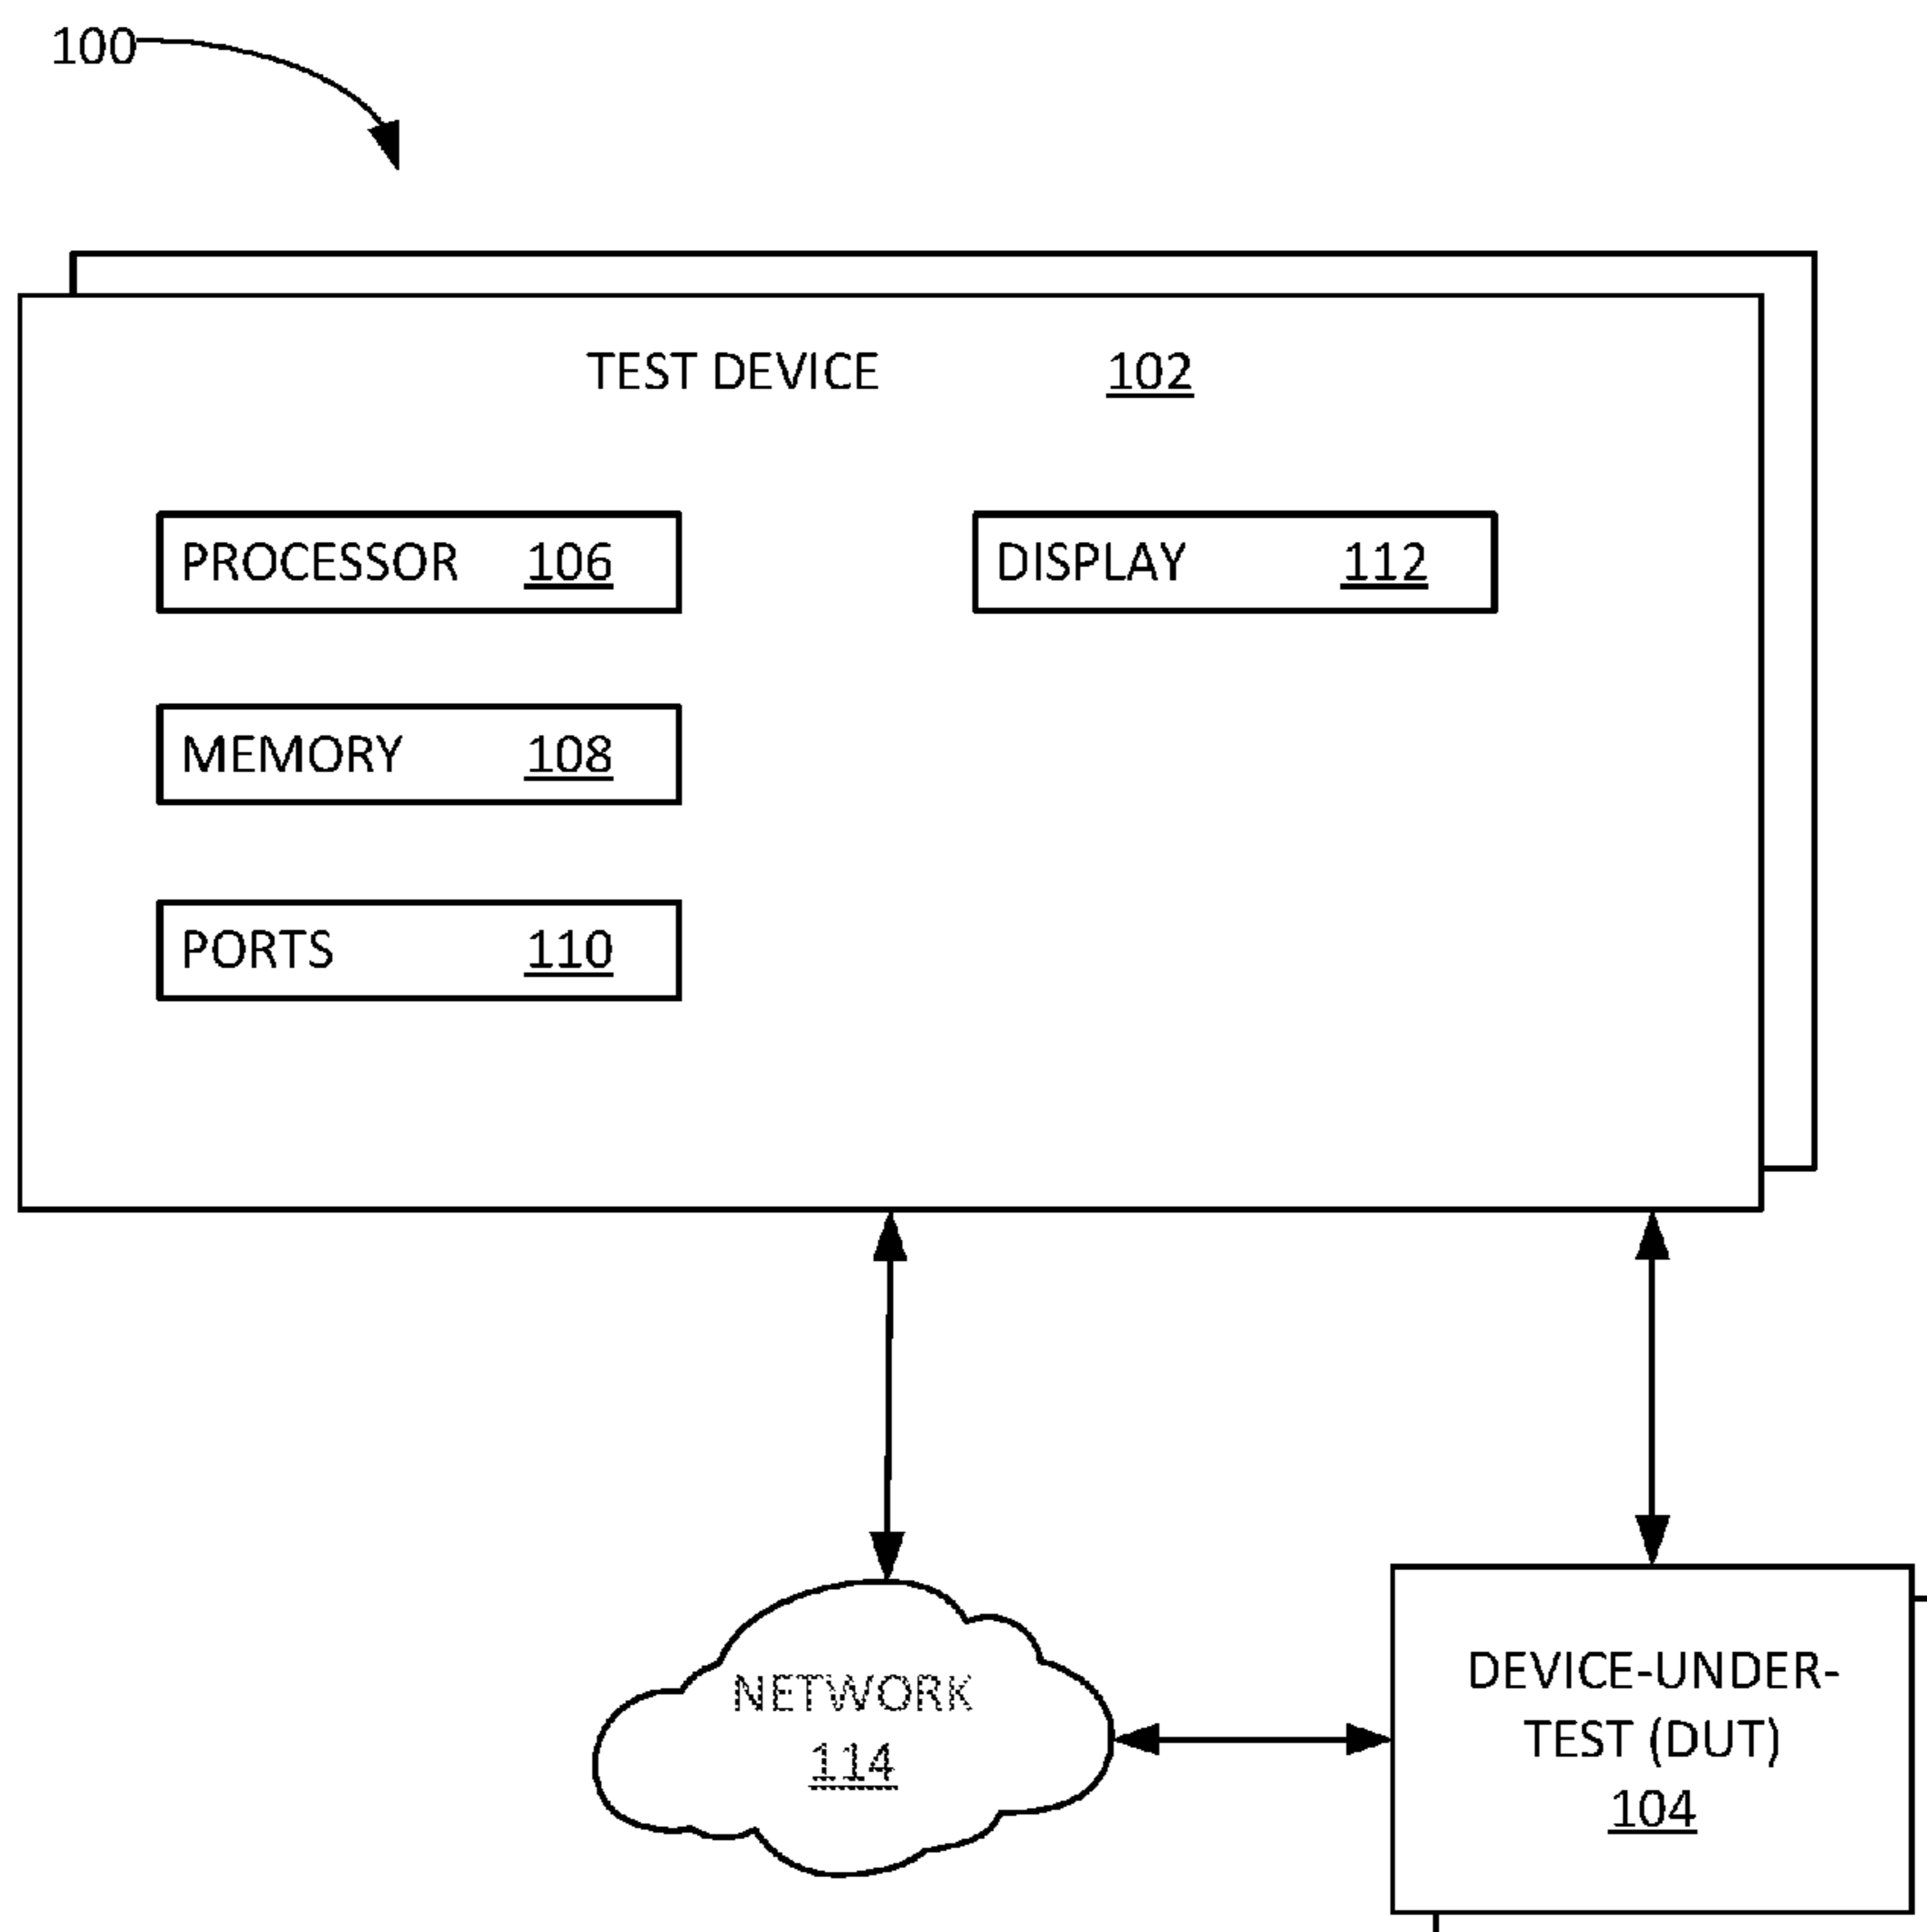 100
TEST DEVICE 102
PROCESSOR 106
DISPLAY 112
MEMORY 108
PORTS 110
NETWORK
114
DEVICE-UNDER-
TEST (DUT)
104